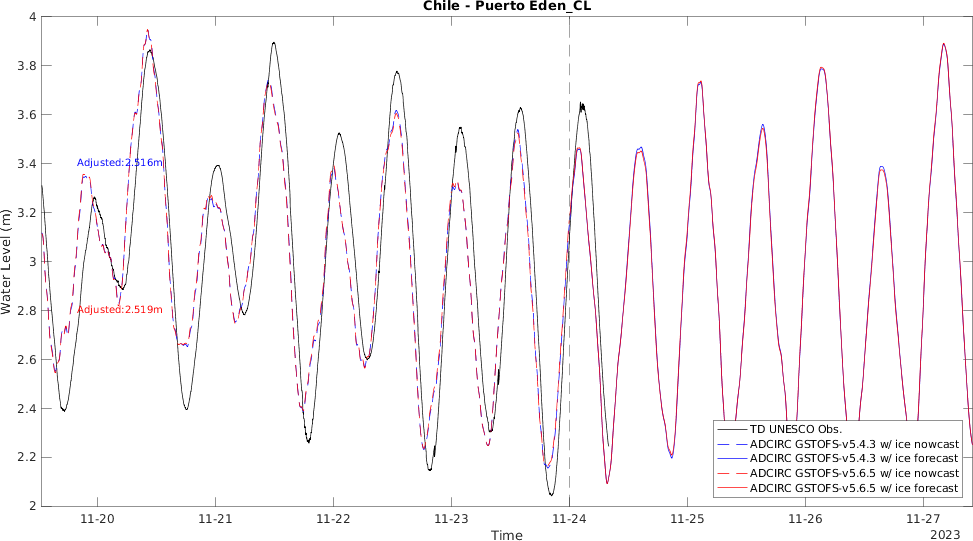 Chile - Puerto Eden_CL
4
3.8
3.6
3.4
3.2
3
2.8
2.6
2.4
2.2
2
Water Level (m)
Adjusted:2.516m
Adjusted:2.519m
TD UNESCO Obs.
ADCIRC GSTOFS-v5.4.3 w/ ice nowcast
ADCIRC GSTOFS-v5.4.3 w/ ice forecast
ADCIRC GSTOFS-v5.6.5 w/ ice nowcast
ADCIRC GSTOFS-v5.6.5 w/ ice forecast
11-20 11-21 11-22 11-23 11-24 11-25 11-26 11-27
Time
2023